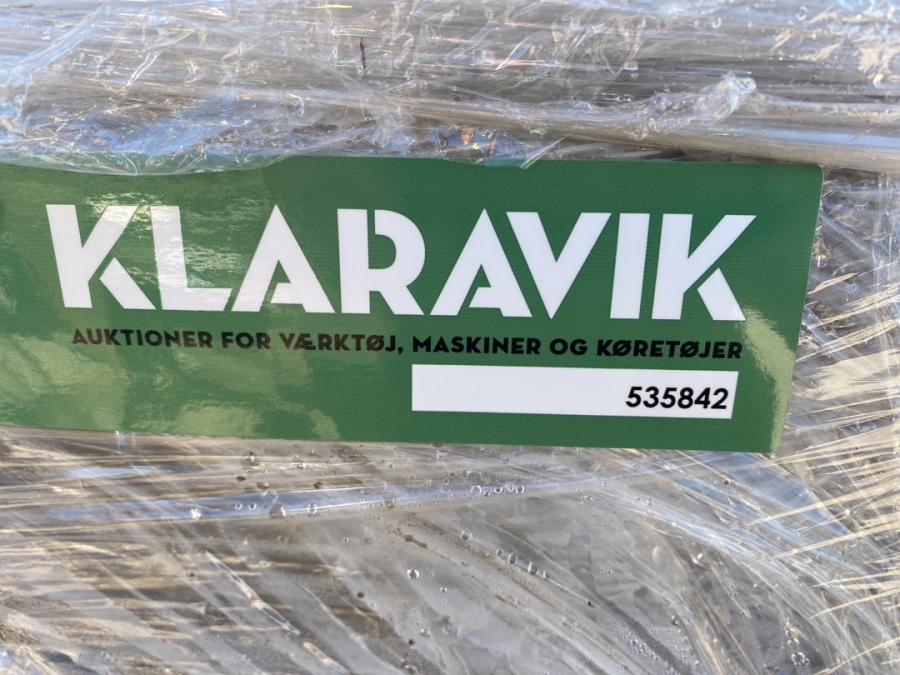 KLARAVIK
AUKTIONER FOR VÆRKTØJ, MASKINER OG KØRETØJER
535842